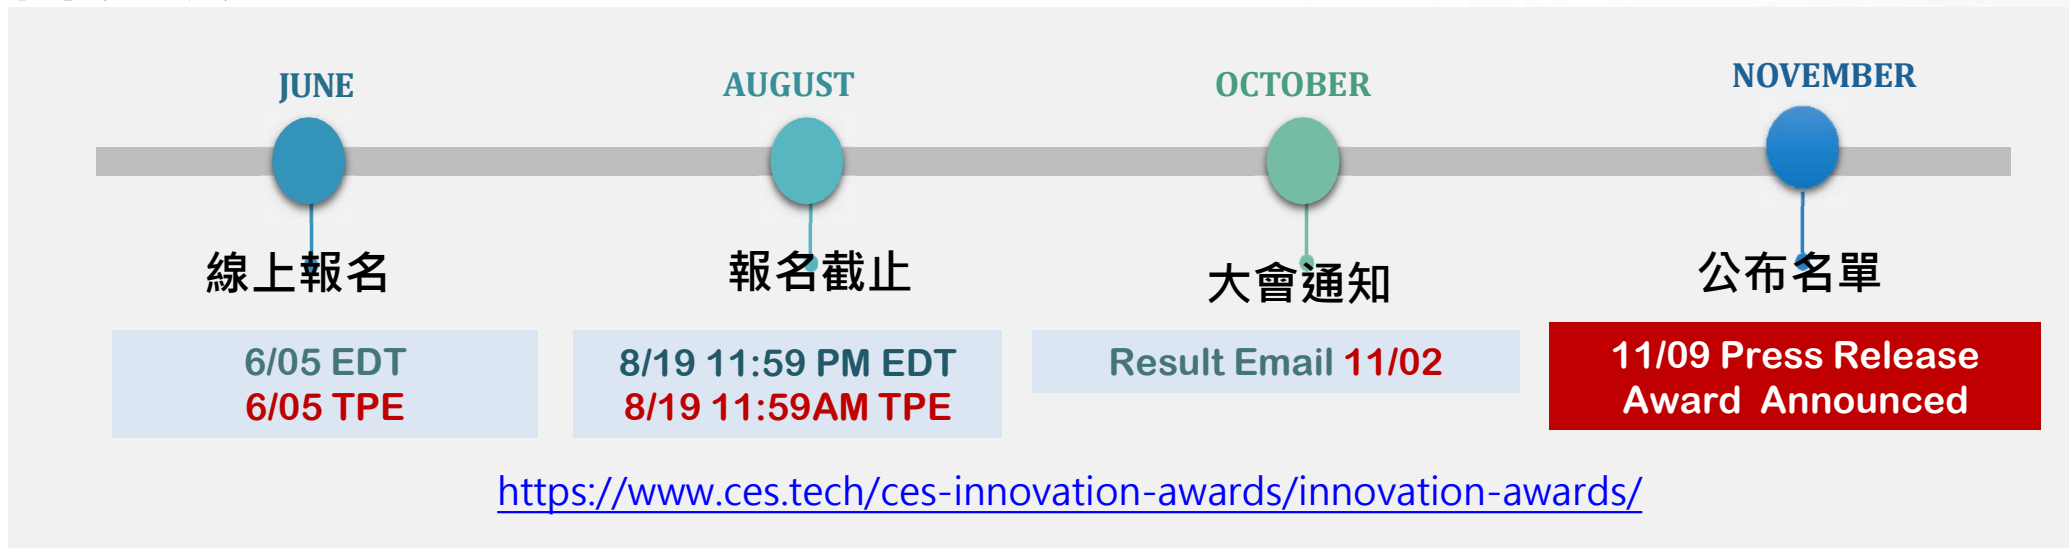 JUNE
AUGUST
OCTOBER
NOVEMBER
線上報名
報名截止
大會通知
公布名單
6/05 EDT
6/05 TPE
8/19 11:59 PM EDT
8/19 11:59AM TPE
Result Email 11/02
11/09 Press Release
Award Announced
https://www.ces.tech/ces-innovation-awards/innovation-awards/